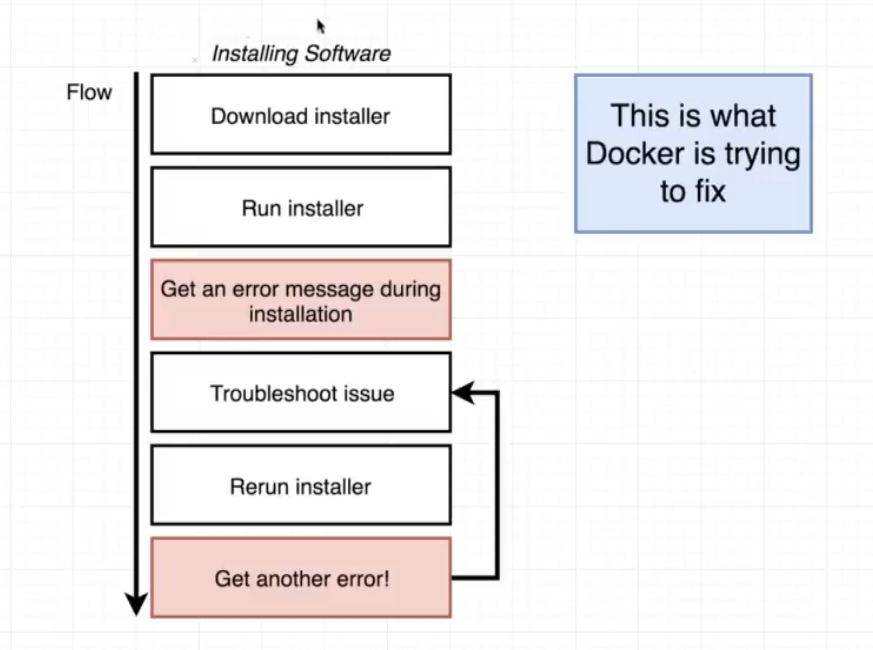 Installing Software
Flow
Download installer
Run installer
Get an error message during
installation
Troubleshoot issue
Rerun installer
Get another error!
This is what
Docker is trying
to fix